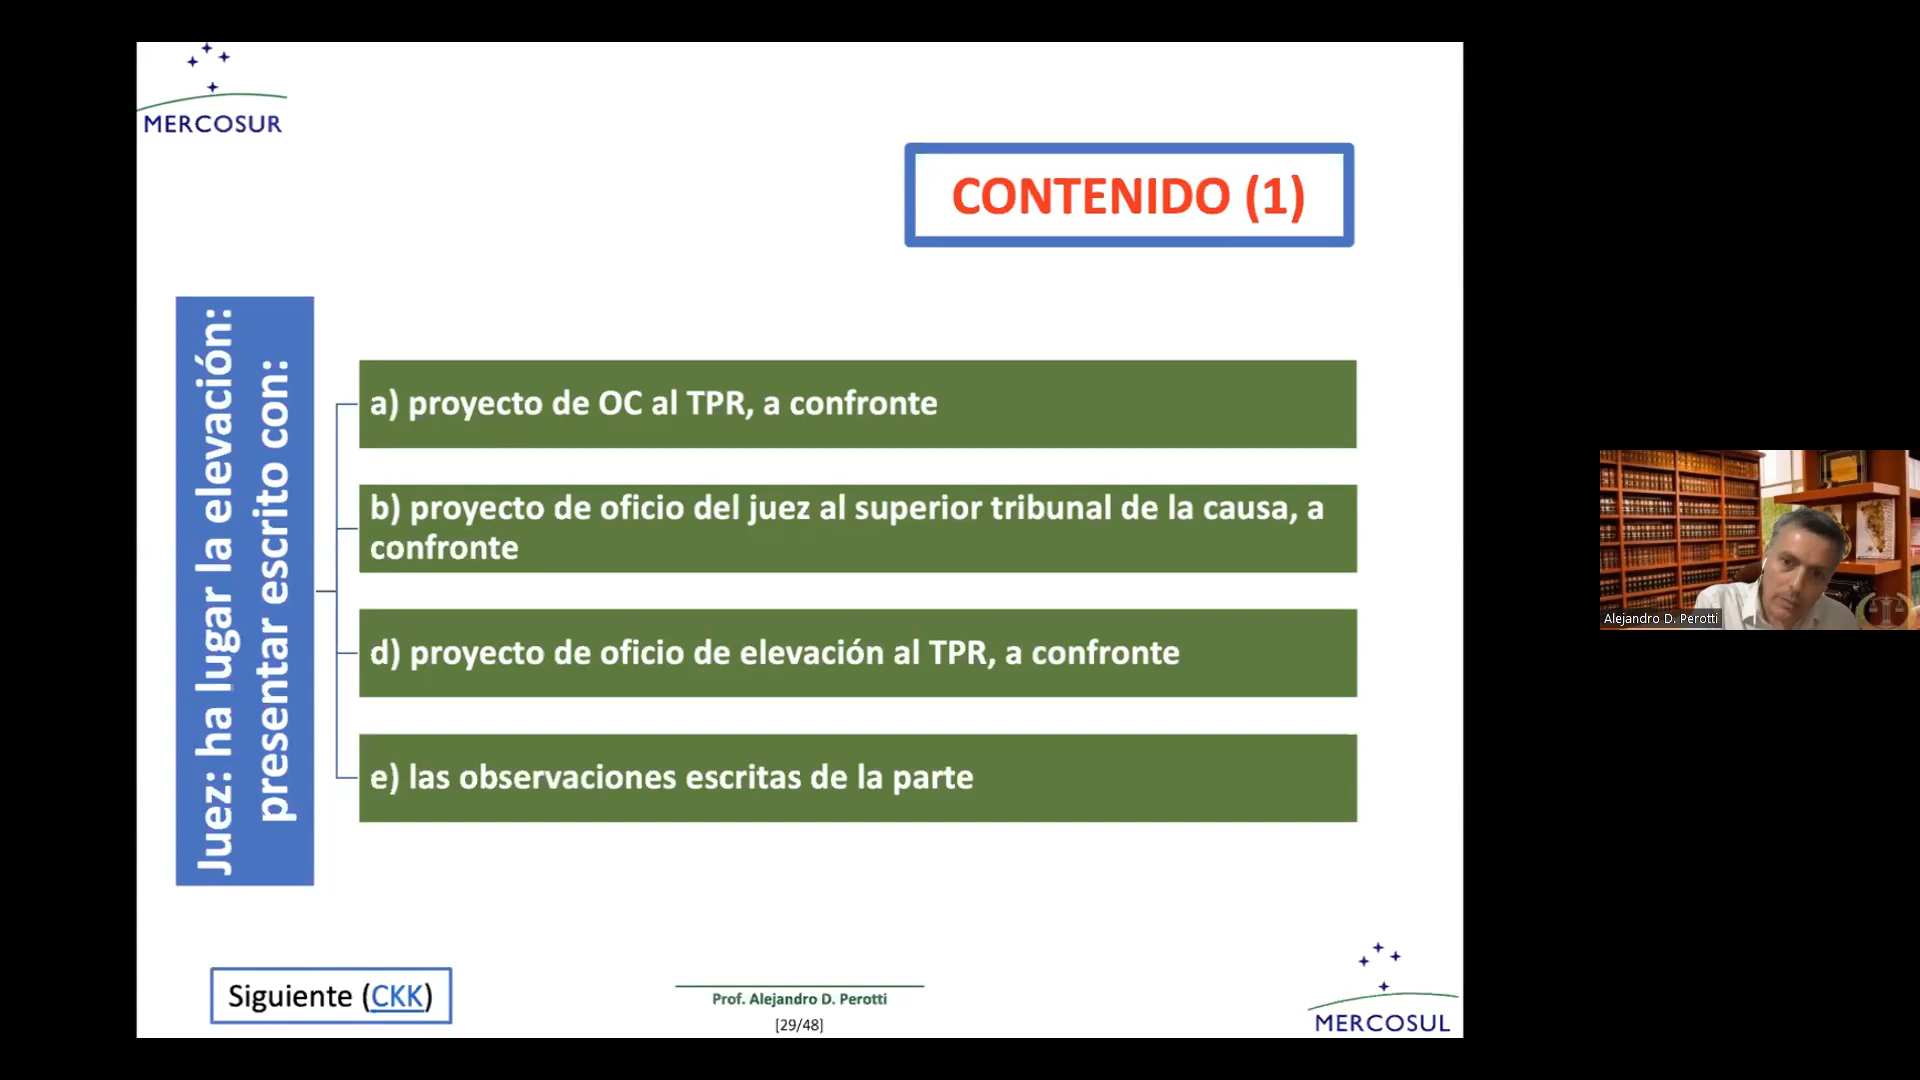 MERCOSUR
CONTENIDO (1)
Juez: ha lugar la elevación:
presentar escrito con:
a) proyecto de OC al TPR, a confronte
b) proyecto de oficio del juez al superior tribunal de la causa, a
confronte
d) proyecto de oficio de elevación al TPR, a confronte
e) las observaciones escritas de la parte
Alejandro D. Perotti
Siguiente (CKK)
Prof. Alejandro D. Perotti
[29/48]
MERCOSUL